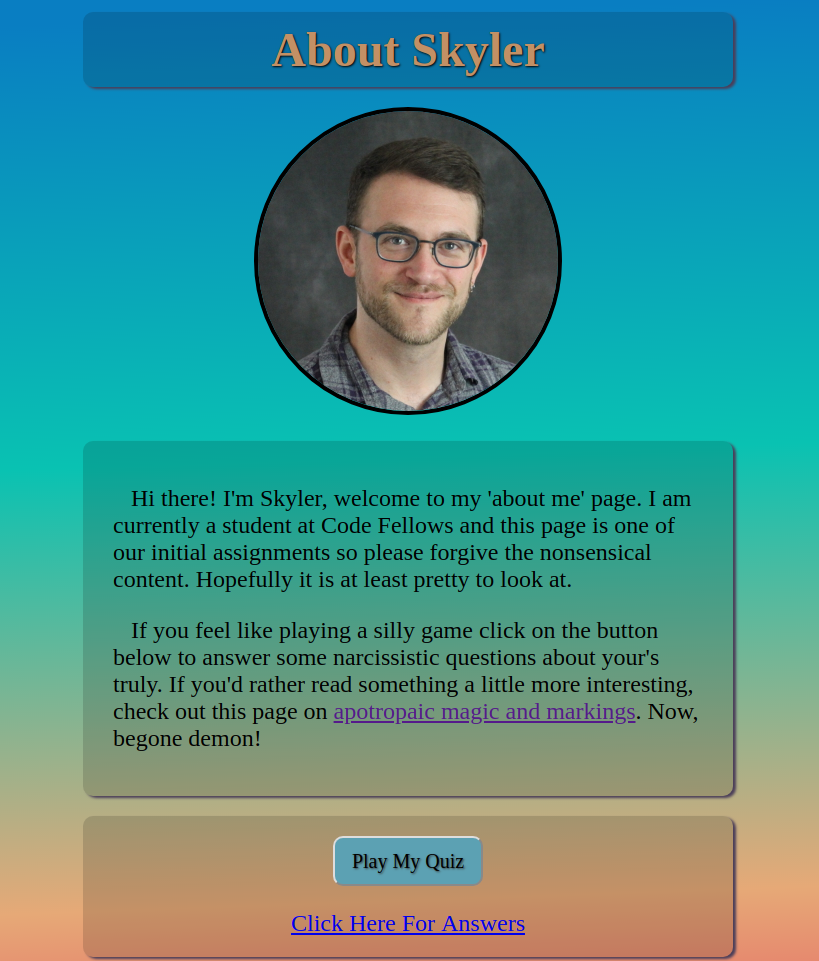 About Skyler
Hi there! I'm Skyler, welcome to my 'about me' page. I am
currently a student at Code Fellows and this page is one of
our initial assignments so please forgive the nonsensical
content. Hopefully it is at least pretty to look at.
If you feel like playing a silly game click on the button
below to answer some narcissistic questions about your's
truly. If you'd rather read something a little more interesting,
check out this page on apotropaic magic and markings. Now,
begone demon!
Play My Quiz
Click Here For Answers